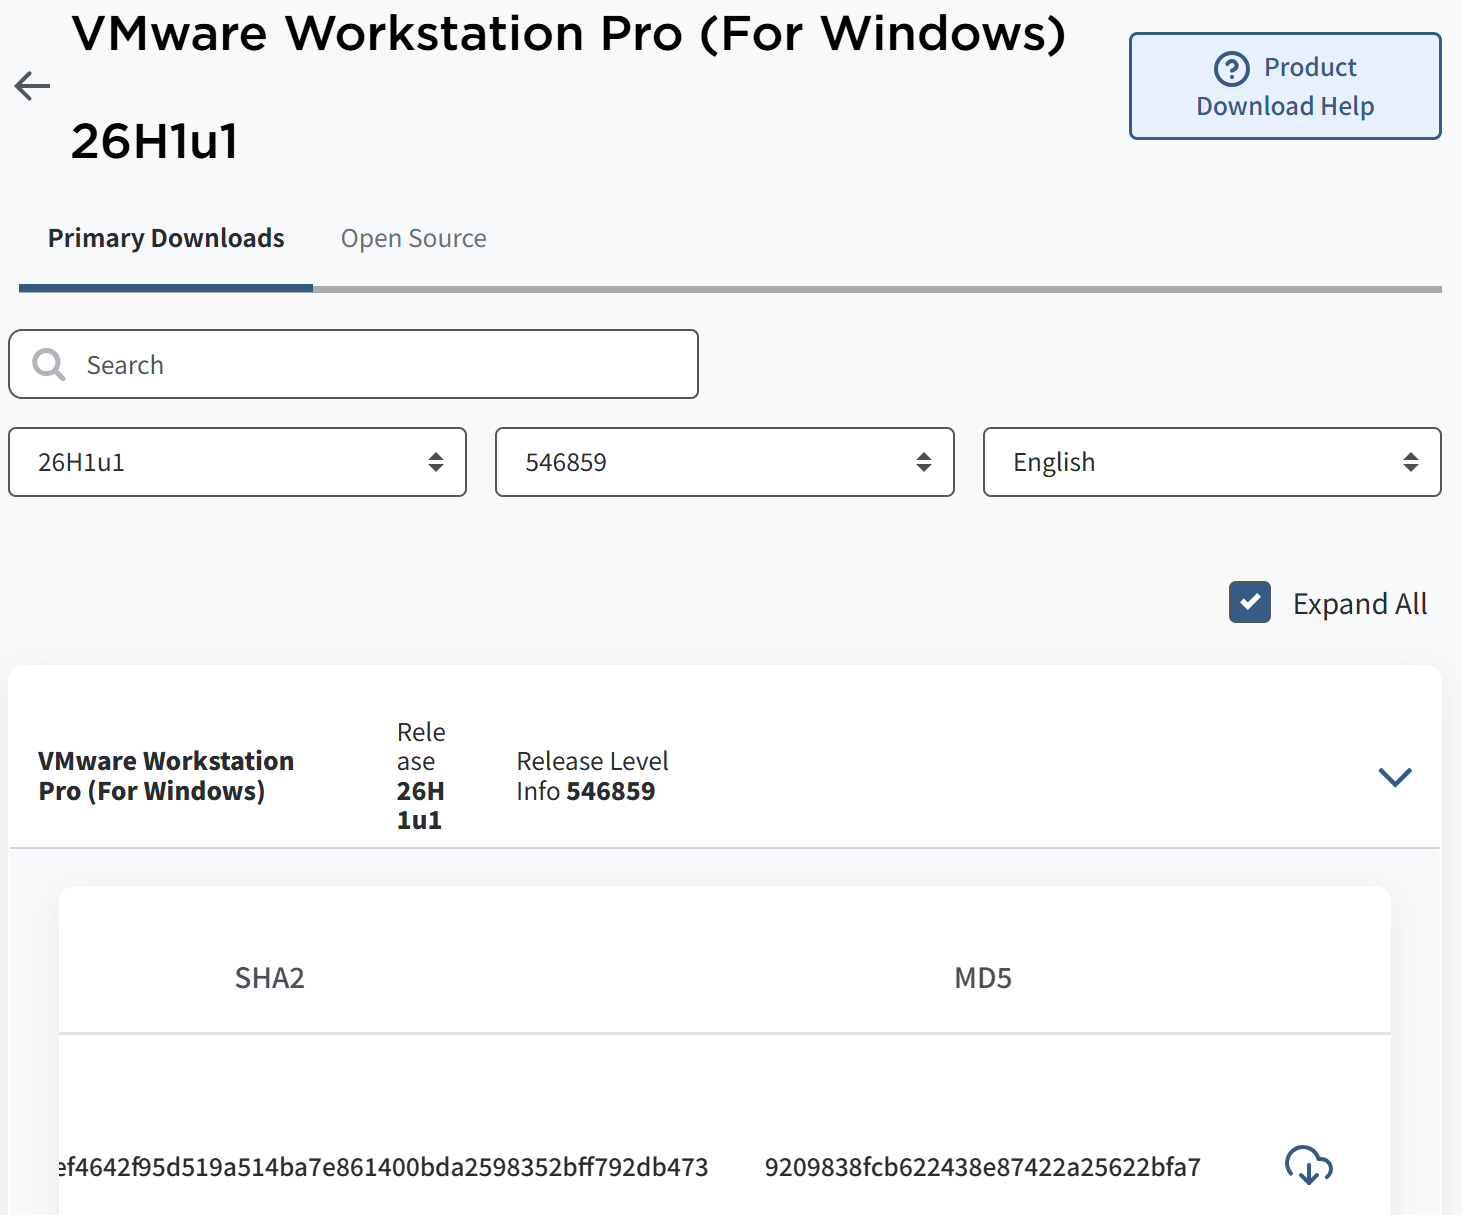 VMware Workstation Pro (For Windows)
26H1u1
Product
Download Help
Primary Downloads
Open Source
Search
26H1u1
546859
English
Expand All
VMware Workstation
Pro (For Windows)
Rele
ase
26H
1u1
Release Level
Info 546859
SHA2
MD5
ef4642f95d519a514ba7e861400bda2598352bff792db473
9209838fcb622438e87422a25622bfa7